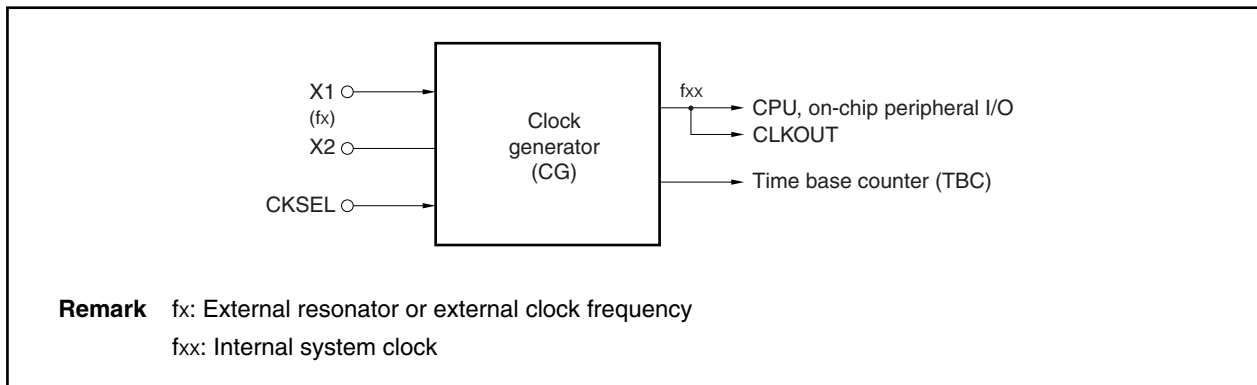 X1
(fx)
X2
CKSEL
Clock
generator
(CG)
fxx
CPU, on-chip peripheral I/O
CLKOUT
Time base counter (TBC)
Remark fx: External resonator or external clock frequency
fxx: Internal system clock